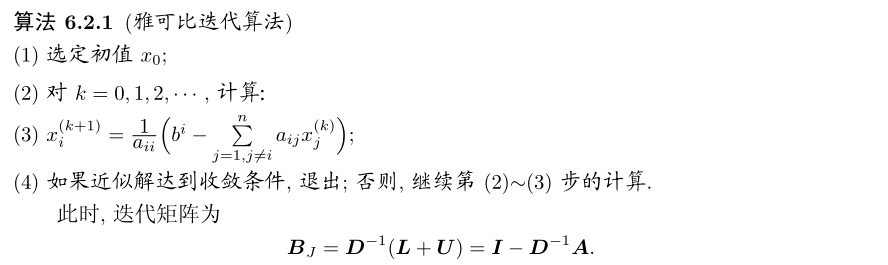 算法 6.2.1 (雅可比迭代算法)
(1) 选定初值 $x_0$;
(2) 对 $k = 0, 1, 2, \cdots$, 计算:
(3) $x_i^{(k+1)} = \frac{1}{a_{ii}} \left( b^i - \sum_{j=1, j \neq i}^{n} a_{ij} x_j^{(k)} \right)$;
(4) 如果近似解达到收敛条件, 退出; 否则, 继续第 (2)~(3) 步的计算.
此时, 迭代矩阵为
$\boldsymbol{B}_J = \boldsymbol{D}^{-1}(\boldsymbol{L} + \boldsymbol{U}) = \boldsymbol{I} - \boldsymbol{D}^{-1}\boldsymbol{A}.$